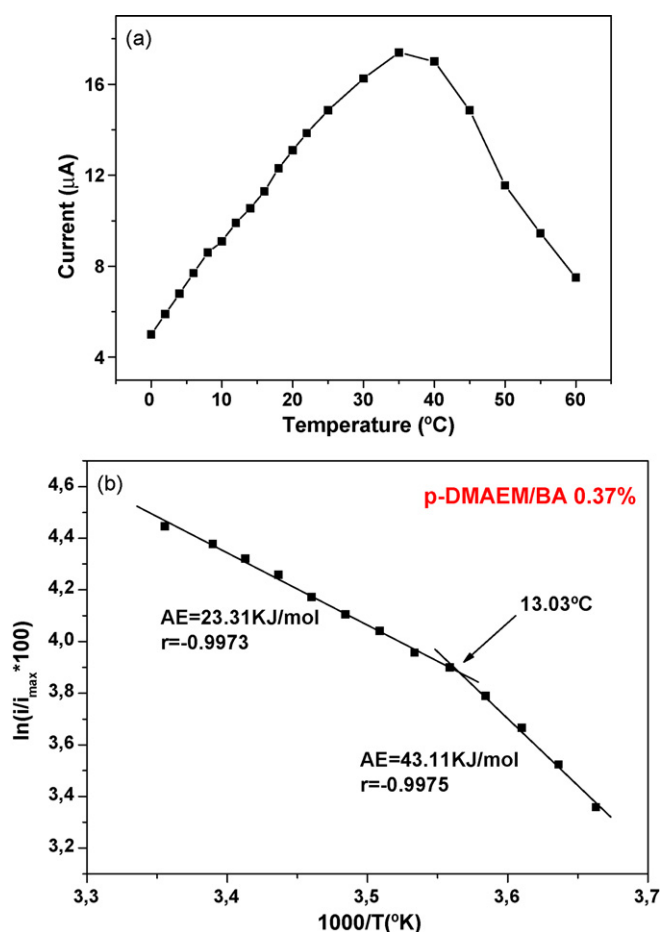 (a)
16
12
8
4
Current (μA)
0 10 20 30 40 50 60
Temperature (ºC)
(b)
p-DMAEM/BA 0.37%
4,6
4,4
4,2
4,0
3,8
3,6
3,4
3,2
ln(i/imax*100)
13.03ºC
AE=23.31KJ/mol
r=-0.9973
AE=43.11KJ/mol
r=-0.9975
3,3 3,4 3,5 3,6 3,7
1000/T(ºK)